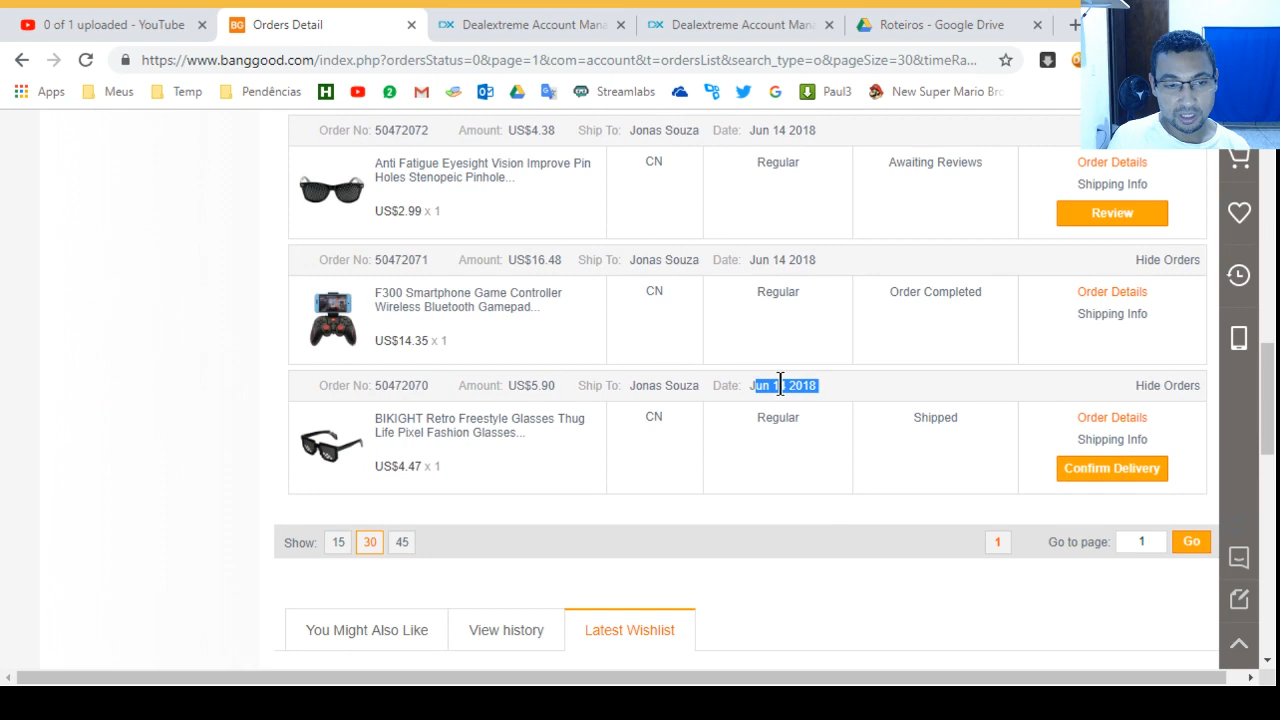 0 of 1 uploaded - YouTube
BG Orders Detail
DX Dealextreme Account Mana
DX Dealextreme Account Mana
Roteiros - Google Drive
https://www.banggood.com/index.php?ordersStatus=0&page=1&com=account&t=ordersList&search_type=o&pageSize=30&timeRa...
Apps Meus Temp Pendências H 2 Streamlabs G Paul3 New Super Mario Bro
Order No: 50472072 Amount: US$4.38 Ship To: Jonas Souza Date: Jun 14 2018
Anti Fatigue Eyesight Vision Improve Pin
Holes Stenopeic Pinhole...
US$2.99 x 1
CN
Regular
Awaiting Reviews
Order Details
Shipping Info
Review
Order No: 50472071 Amount: US$16.48 Ship To: Jonas Souza Date: Jun 14 2018 Hide Orders
F300 Smartphone Game Controller
Wireless Bluetooth Gamepad...
US$14.35 x 1
CN
Regular
Order Completed
Order Details
Shipping Info
Order No: 50472070 Amount: US$5.90 Ship To: Jonas Souza Date: Jun 14 2018 Hide Orders
BIKIGHT Retro Freestyle Glasses Thug
Life Pixel Fashion Glasses...
US$4.47 x 1
CN
Regular
Shipped
Order Details
Shipping Info
Confirm Delivery
Show: 15 30 45 1 Go to page: 1 Go
You Might Also Like View history Latest Wishlist